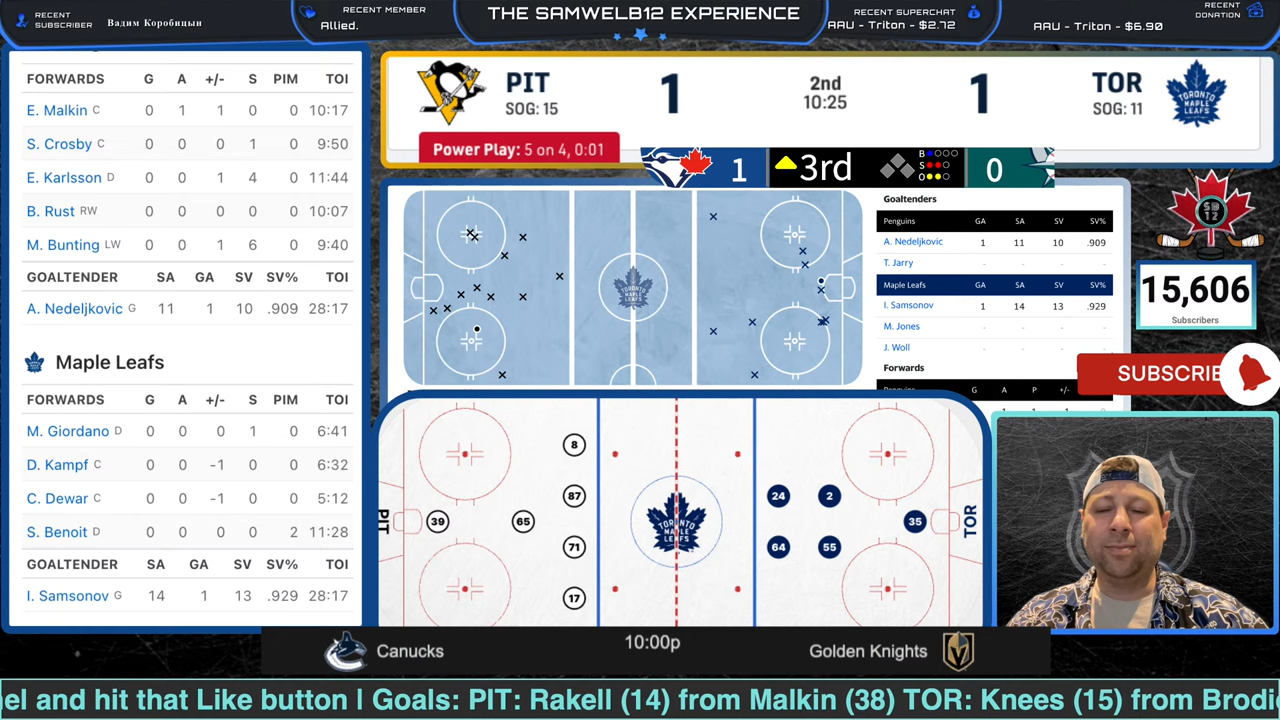 RECENT
SUBSCRIBER
Вадим Коробицын
RECENT MEMBER
Allied.
THE SAMWELB12 EXPERIENCE
RECENT SUPERCHAT
AAU - Triton - $2.72
RECENT
DONATION
AAU - Triton - $6.90
FORWARDS G A +/- S PIM TOI
E. Malkin C 0 1 1 0 0 10:17
S. Crosby C 0 0 0 1 0 9:50
E. Karlsson D 0 0 1 4 0 11:44
B. Rust RW 0 0 0 0 0 10:07
M. Bunting LW 0 0 1 6 0 9:40
GOALTENDER SA GA SV SV% TOI
A. Nedeljkovic G 11 1 10 .909 28:17
Maple Leafs
FORWARDS G A +/- S PIM TOI
M. Giordano D 0 0 0 1 0 6:41
D. Kampf C 0 0 -1 0 0 6:32
C. Dewar C 0 0 -1 0 0 5:12
S. Benoit D 0 0 0 0 2 11:28
GOALTENDER SA GA SV SV% TOI
I. Samsonov G 14 1 13 .929 28:17
PIT
SOG: 15
1
2nd
10:25
1
TOR
SOG: 11
Power Play: 5 on 4, 0:01
1 3rd B S O 0
Goaltenders
Penguins GA SA SV SV%
A. Nedeljkovic 1 11 10 .909
T. Jarry - - - -
Maple Leafs GA SA SV SV%
I. Samsonov 1 14 13 .929
M. Jones - - - -
J. Woll - - - -
Forwards
Penguins G A P +/-
TORONTO
MAPLE
LEAFS
SB
12
15,606
Subscribers
SUBSCRIBE
PIT
39 65 8 87 71 17
TORONTO
MAPLE
LEAFS
24 2 64 55 35
TOR
Canucks 10:00p Golden Knights
el and hit that Like button | Goals: PIT: Rakell (14) from Malkin (38) TOR: Knees (15) from Brodi